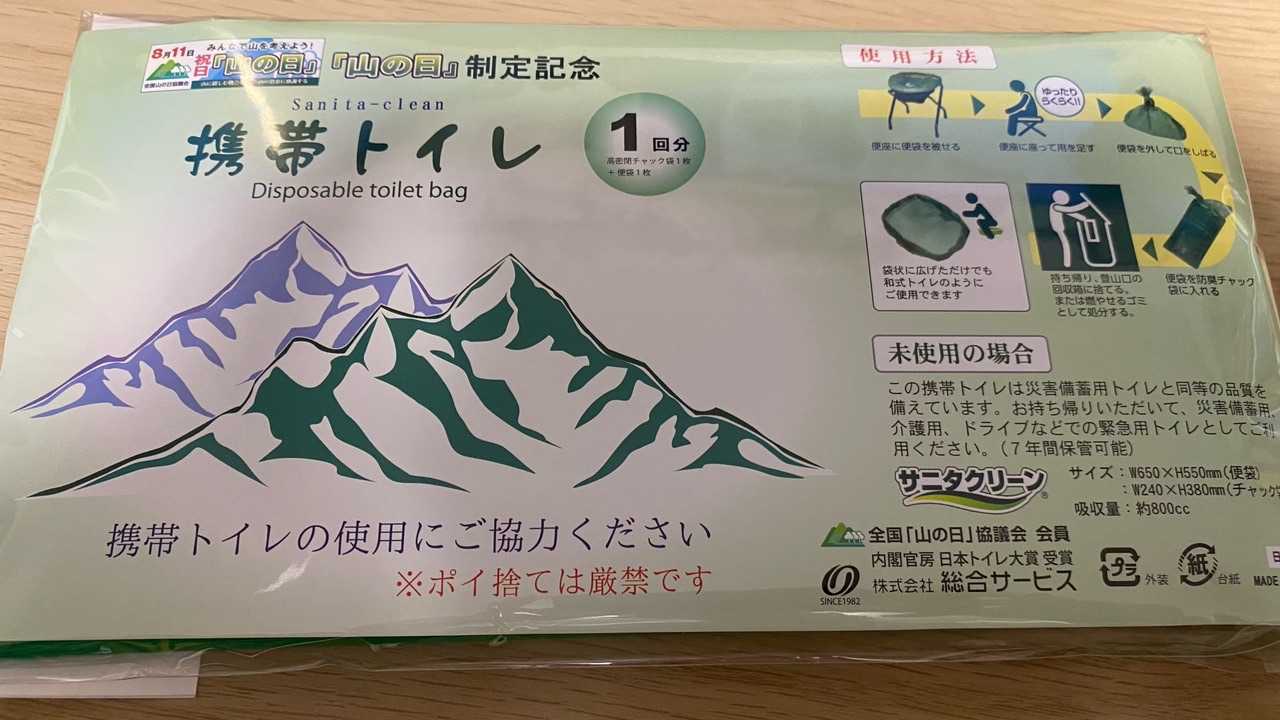 8月11日
祝日
みんなで山を考えよう!
『山の日』
全国山の日協議会
『山の日』制定記念
Sanita-clean
携帯トイレ
Disposable toilet bag
1回分
高密閉チャック袋1枚
+ 便袋1枚
携帯トイレの使用にご協力ください
※ポイ捨ては厳禁です
使用方法
ゆったり
らくらく!!
便座に便袋を被せる
便座に座って用を足す
便袋を外して口をしばる
便袋を防臭チャック
袋に入れる
持ち帰り、登山口の
回収箱に捨てる。
または燃やせるゴミ
として処分する。
袋状に広げただけでも
和式トイレのように
ご使用できます
未使用の場合
この携帯トイレは災害備蓄用トイレと同等の品質を
備えています。お持ち帰りいただいて、災害備蓄用、
介護用、ドライブなどでの緊急用トイレとしてご利
用ください。(7年間保管可能)
サニタクリーン®
サイズ:W650×H550mm(便袋)
:W240×H380mm(チャック
吸収量:約800cc
全国「山の日」協議会 会員
内閣官房 日本トイレ大賞 受賞
株式会社 総合サービス
SINCE1982
プラ 外装
紙 台紙
MADE